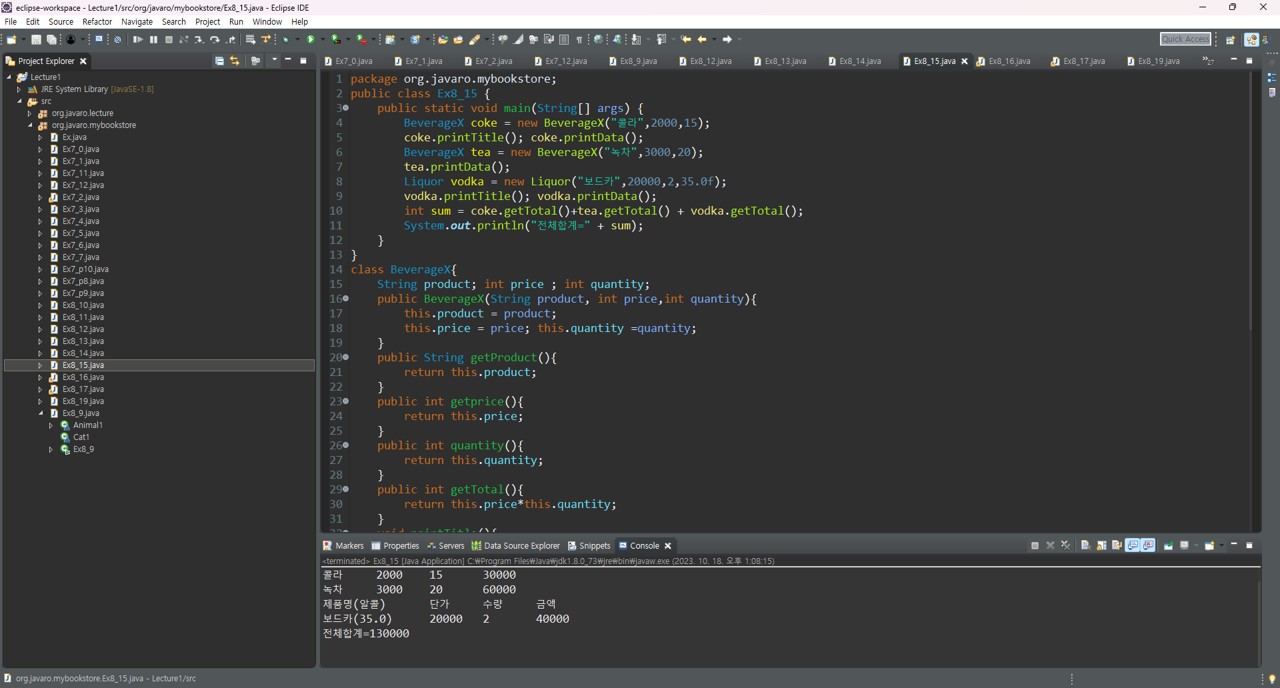 eclipse-workspace - Lecture1/src/org/javaro/mybookstore/Ex8_15.java - Eclipse IDE
File Edit Source Refactor Navigate Search Project Run Window Help
Quick Access
Project Explorer
Lecture1
JRE System Library [JavaSE-1.8]
src
org.javaro.lecture
org.javaro.mybookstore
Ex.java
Ex7_0.java
Ex7_1.java
Ex7_11.java
Ex7_12.java
Ex7_2.java
Ex7_3.java
Ex7_4.java
Ex7_5.java
Ex7_6.java
Ex7_7.java
Ex7_p10.java
Ex7_p8.java
Ex7_p9.java
Ex8_10.java
Ex8_11.java
Ex8_12.java
Ex8_13.java
Ex8_14.java
Ex8_15.java
Ex8_16.java
Ex8_17.java
Ex8_19.java
Ex8_9.java
Animal1
Cat1
Ex8_9
Ex7_0.java Ex7_1.java Ex7_2.java Ex7_12.java Ex8_9.java Ex8_12.java Ex8_13.java Ex8_14.java Ex8_15.java Ex8_16.java Ex8_17.java Ex8_19.java »27
1 package org.javaro.mybookstore;
2 public class Ex8_15 {
3 public static void main(String[] args) {
4 BeverageX coke = new BeverageX("콜라",2000,15);
5 coke.printTitle(); coke.printData();
6 BeverageX tea = new BeverageX("녹차",3000,20);
7 tea.printData();
8 Liquor vodka = new Liquor("보드카",20000,2,35.0f);
9 vodka.printTitle(); vodka.printData();
10 int sum = coke.getTotal()+tea.getTotal() + vodka.getTotal();
11 System.out.println("전체합계=" + sum);
12 }
13 }
14 class BeverageX{
15 String product; int price ; int quantity;
16 public BeverageX(String product, int price,int quantity){
17 this.product = product;
18 this.price = price; this.quantity =quantity;
19 }
20 public String getProduct(){
21 return this.product;
22 }
23 public int getprice(){
24 return this.price;
25 }
26 public int quantity(){
27 return this.quantity;
28 }
29 public int getTotal(){
30 return this.price*this.quantity;
31 }
32 void printTitle(){
Markers Properties Servers Data Source Explorer Snippets Console
<terminated> Ex8_15 [Java Application] C:₩Program Files₩Java₩jdk1.8.0_73₩jre₩bin₩javaw.exe (2023. 10. 18. 오후 1:08:15)
콜라 2000 15 30000
녹차 3000 20 60000
제품명(알콜) 단가 수량 금액
보드카(35.0) 20000 2 40000
전체합계=130000
org.javaro.mybookstore.Ex8_15.java - Lecture1/src